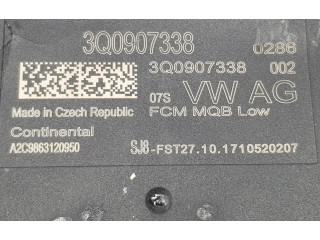 3Q0907338 0286
3Q0907338 002
07S VW AG
Made in Czech Republic FCM MQB Low
Continental
A2C9863120950 SJ8-FST27.10.1710520207